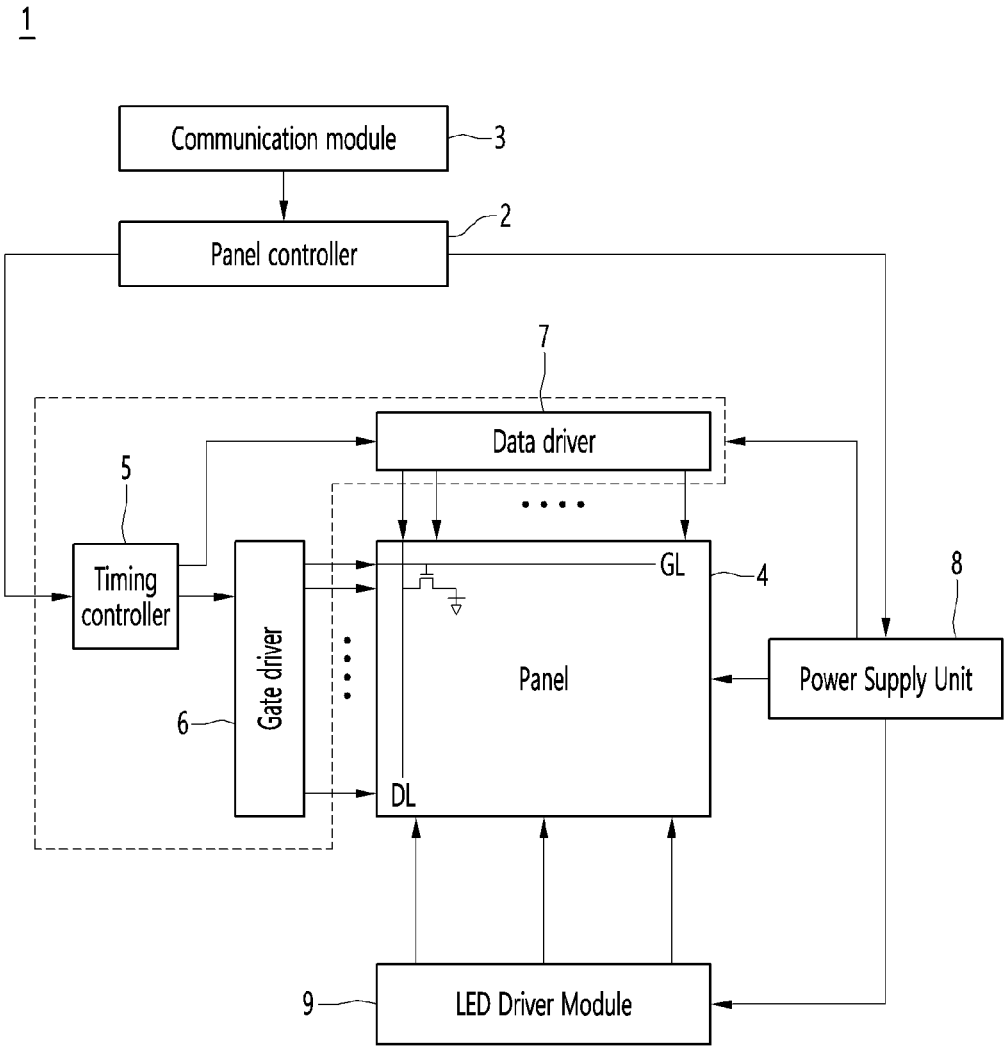 1
Communication module
3
2
Panel controller
7
Data driver
5
Timing
controller
GL
4
8
Gate driver
Panel
Power Supply Unit
6
DL
9
LED Driver Module